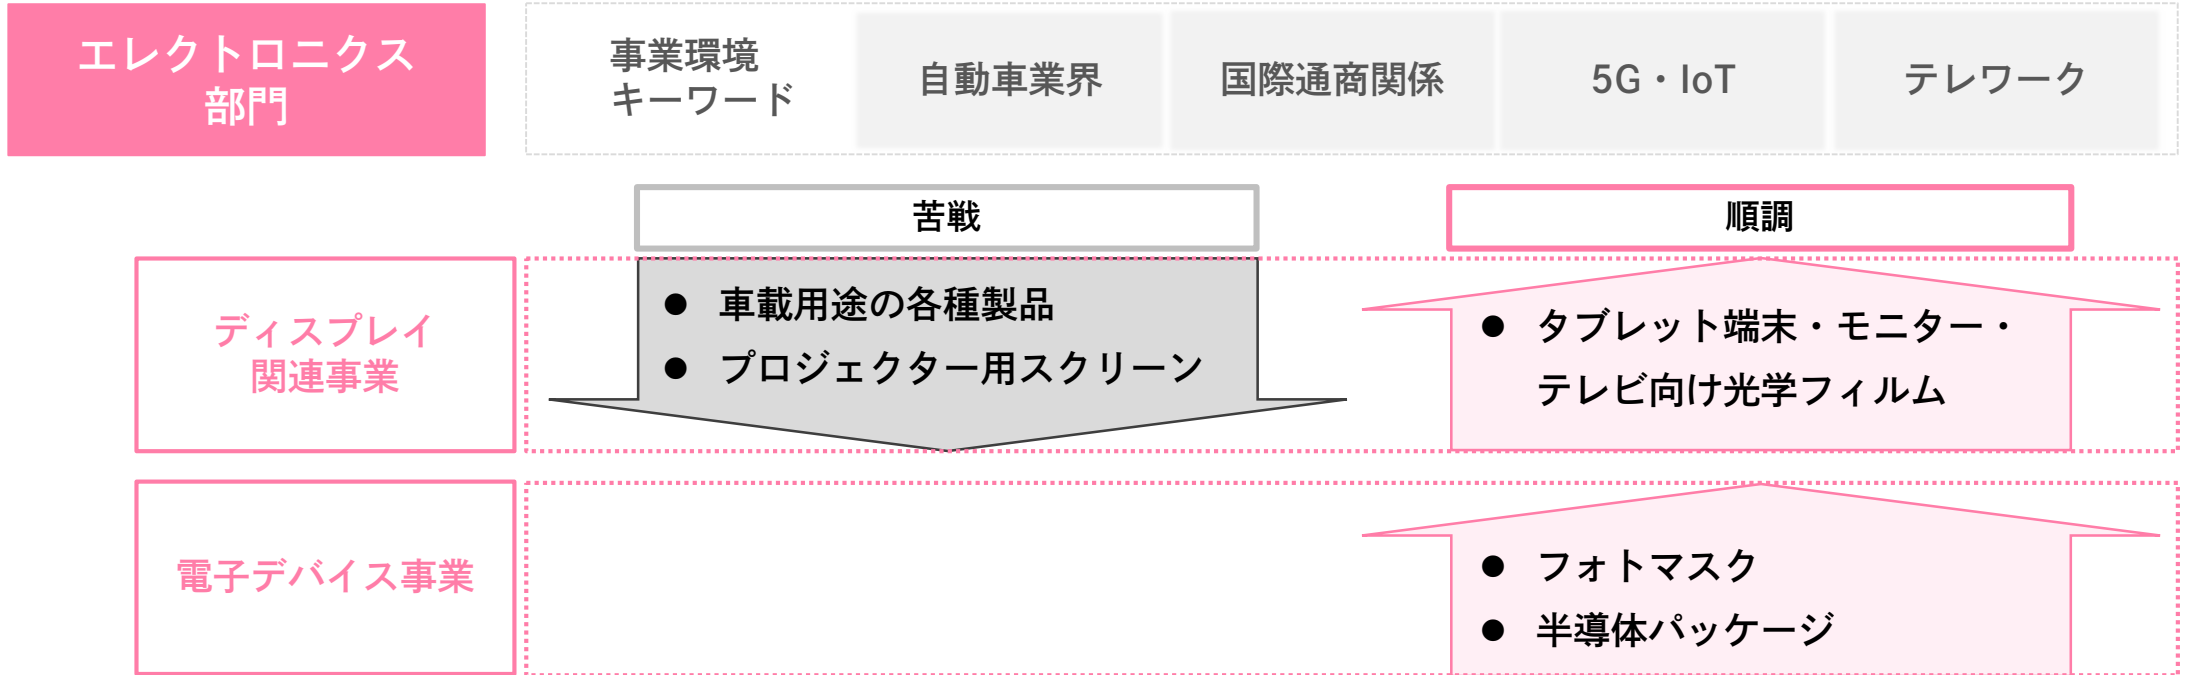 エレクトロニクス
部門
事業環境
キーワード
自動車業界
国際通商関係
5G・IoT
テレワーク
苦戦
順調
ディスプレイ
関連事業
● 車載用途の各種製品
● プロジェクター用スクリーン
● タブレット端末・モニター・
テレビ向け光学フィルム
電子デバイス事業
● フォトマスク
● 半導体パッケージ